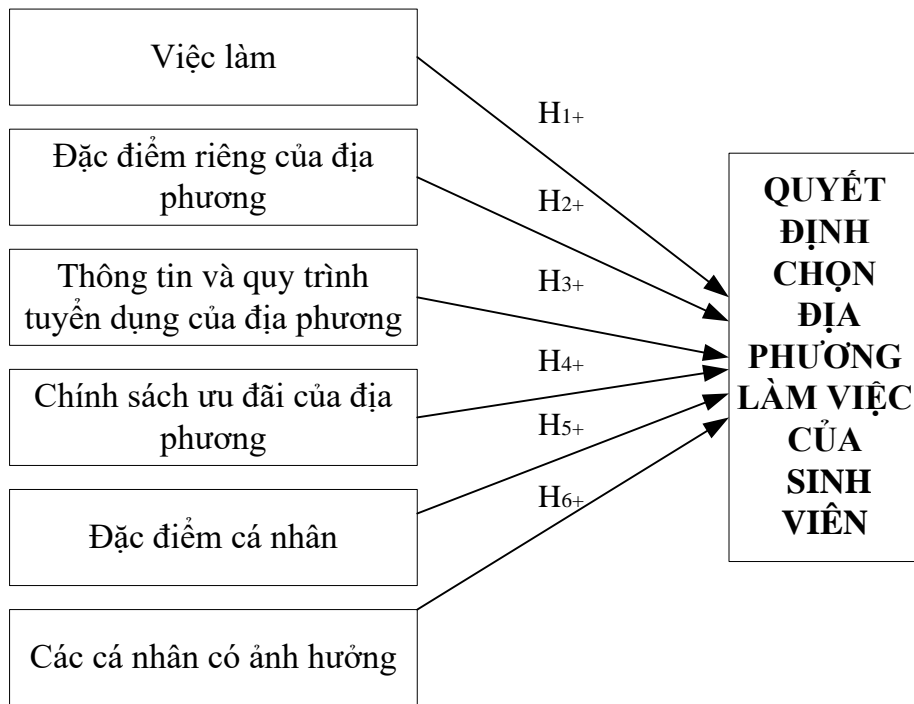 Việc làm
Đặc điểm riêng của địa
phương
Thông tin và quy trình
tuyển dụng của địa phương
Chính sách ưu đãi của địa
phương
Đặc điểm cá nhân
Các cá nhân có ảnh hưởng
H1+
H2+
H3+
H4+
H5+
H6+
QUYẾT
ĐỊNH
CHỌN
ĐỊA
PHƯƠNG
LÀM VIỆC
CỦA
SINH
VIÊN